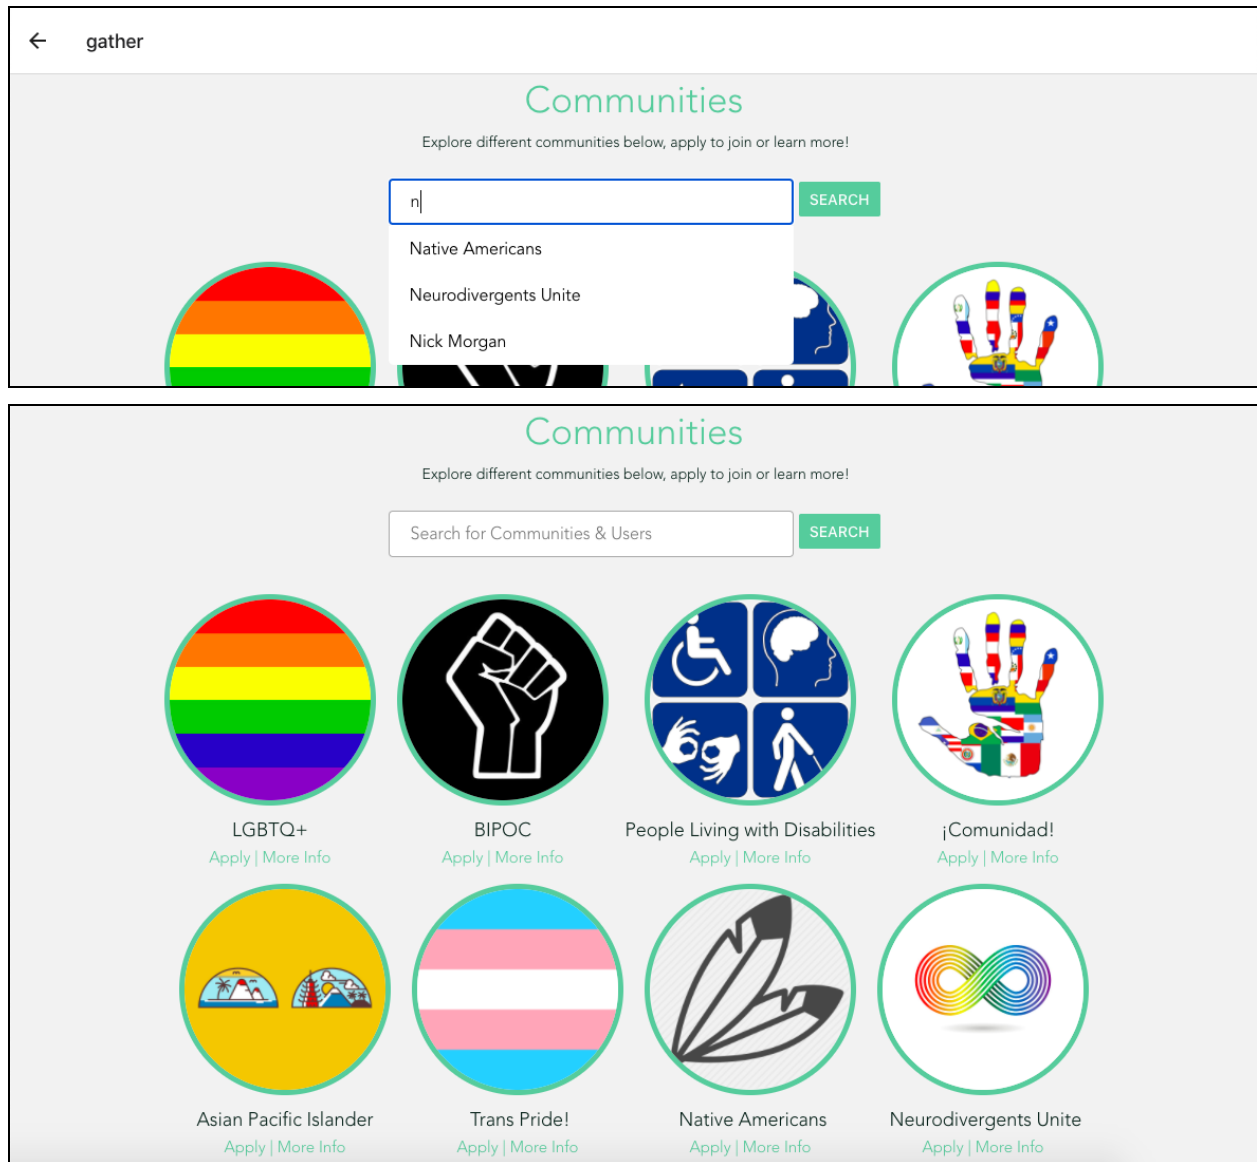 gather
Communities
Explore different communities below, apply to join or learn more!
n
SEARCH
Native Americans
Neurodivergents Unite
Nick Morgan
Communities
Explore different communities below, apply to join or learn more!
Search for Communities & Users
SEARCH
LGBTQ+
BIPOC
People Living with Disabilities
¡Comunidad!
Apply | More Info
Apply | More Info
Apply | More Info
Apply | More Info
Asian Pacific Islander
Trans Pride!
Native Americans
Neurodivergents Unite
Apply | More Info
Apply | More Info
Apply | More Info
Apply | More Info